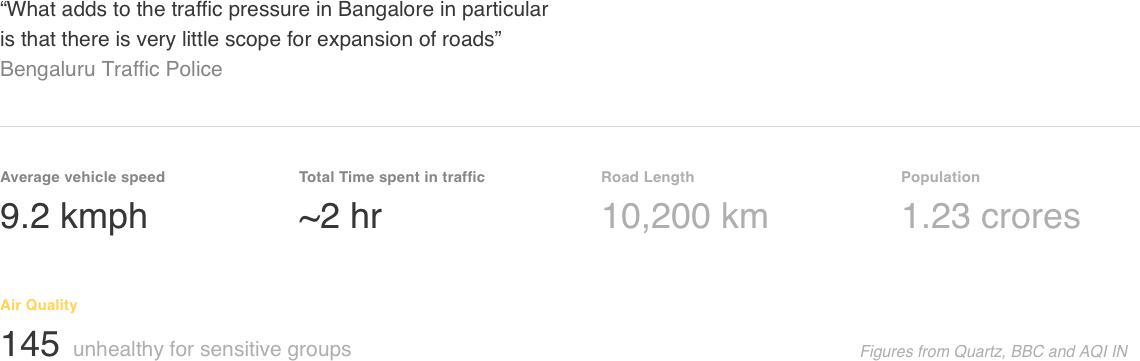 “What adds to the traffic pressure in Bangalore in particular
is that there is very little scope for expansion of roads”
Bengaluru Traffic Police
Average vehicle speed
9.2 kmph
Total Time spent in traffic
~2 hr
Road Length
10,200 km
Population
1.23 crores
Air Quality
145 unhealthy for sensitive groups
Figures from Quartz, BBC and AQI IN